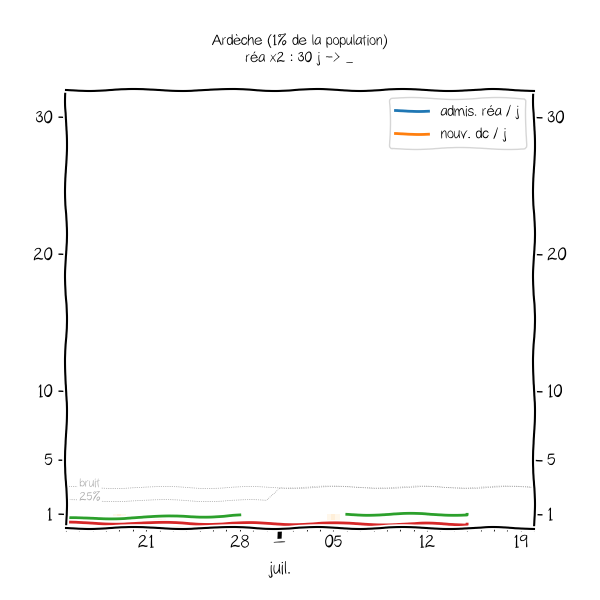 Ardèche (1% de la population)
réa x2 : 30 j -> _
admis. réa / j
nouv. dc / j
30 30
20 20
10 10
5 5
bruit
25%
1 1
21 28 05 12 19
juil.